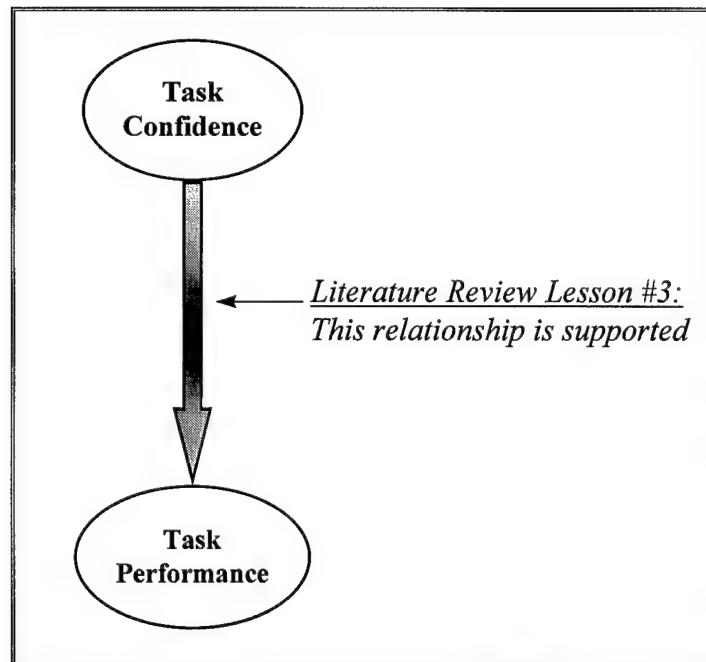 Task
Confidence
Literature Review Lesson #3:
This relationship is supported
Task
Performance